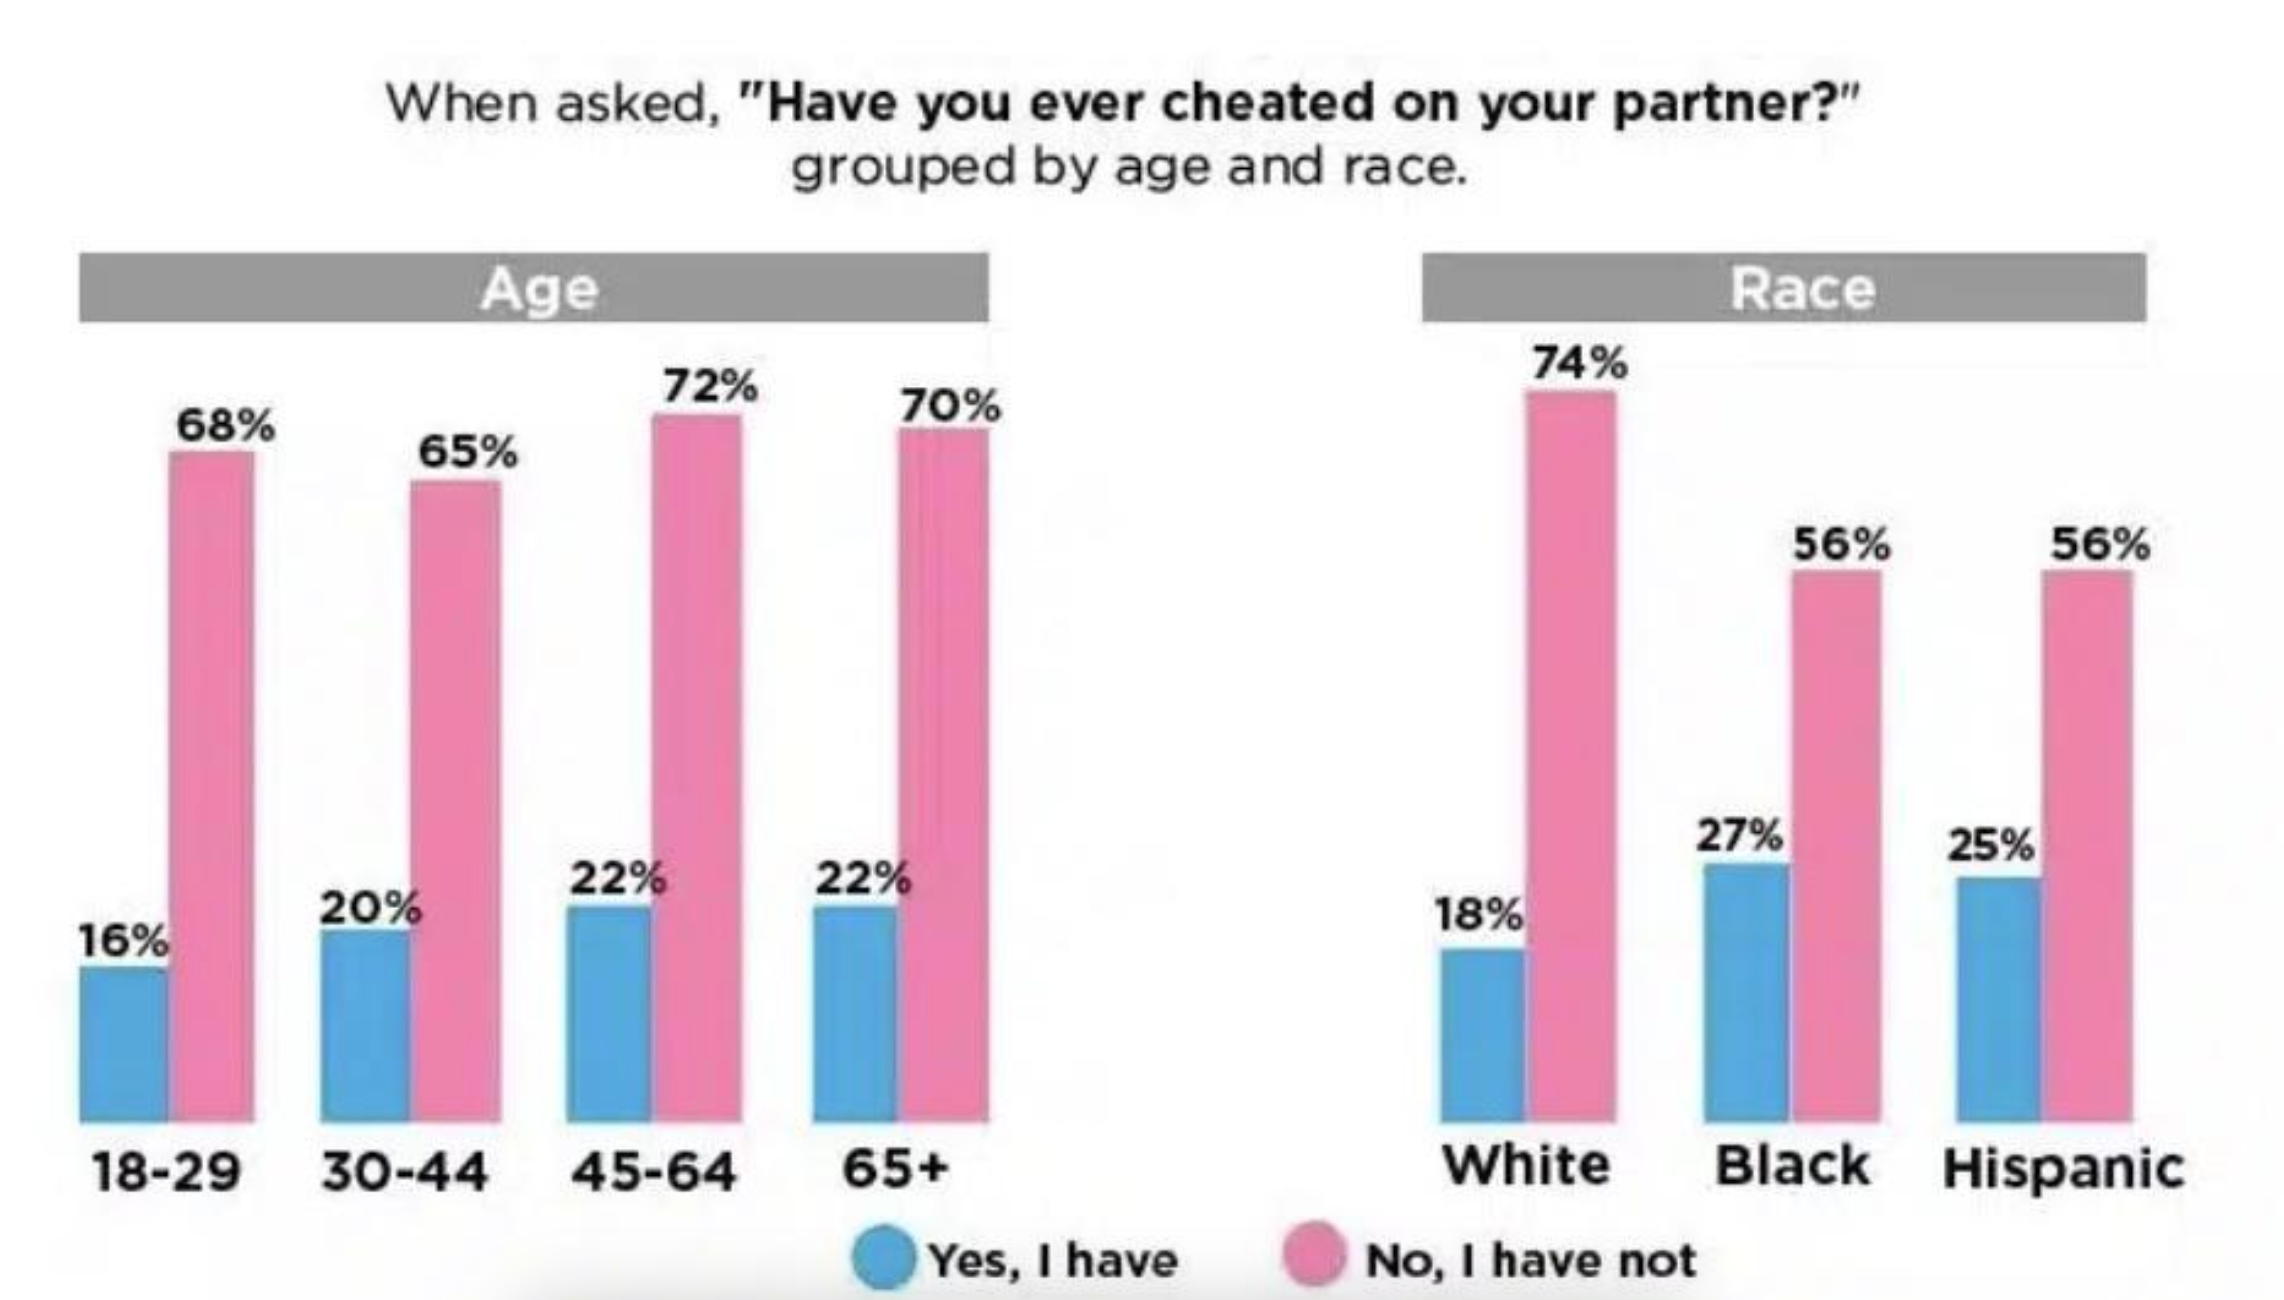 When asked, "Have you ever cheated on your partner?"
grouped by age and race.
Age
68%
65%
72%
70%
16%
20%
22%
22%
18-29
30-44
45-64
65+
Race
74%
56%
56%
18%
27%
25%
White
Black
Hispanic
Yes, I have
No, I have not